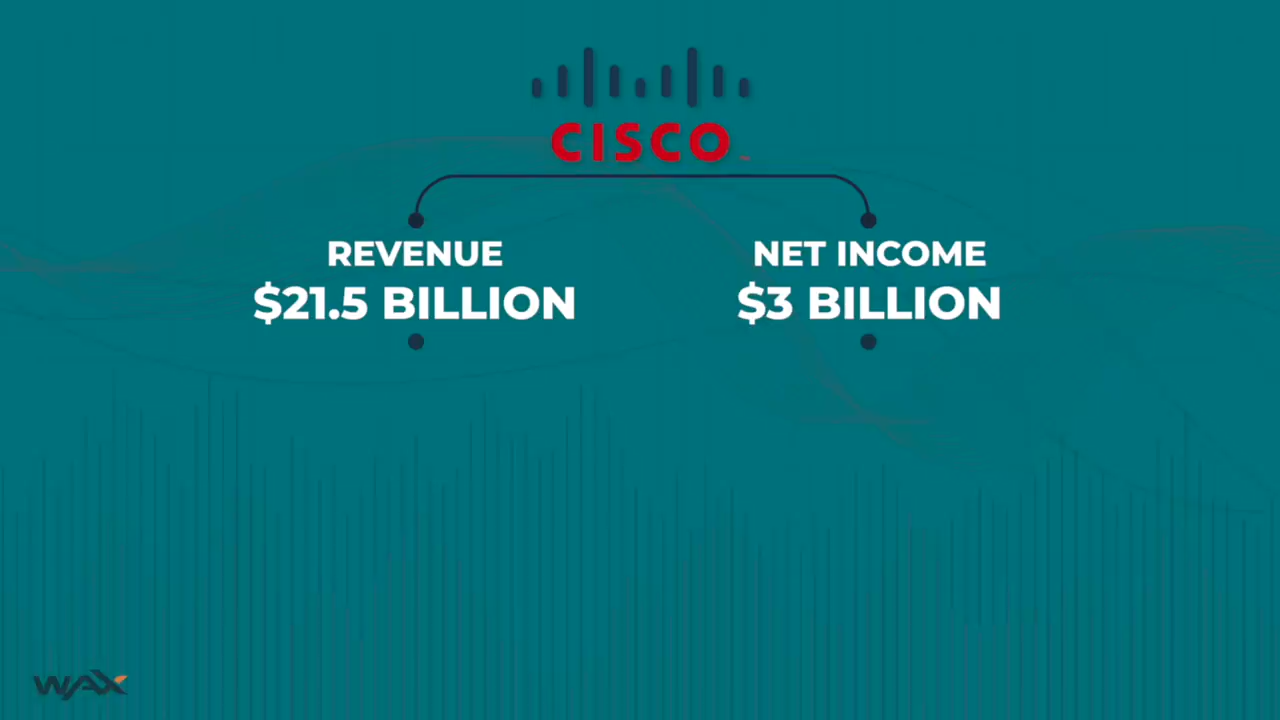 CISCO
REVENUE
$21.5 BILLION
NET INCOME
$3 BILLION
WAX